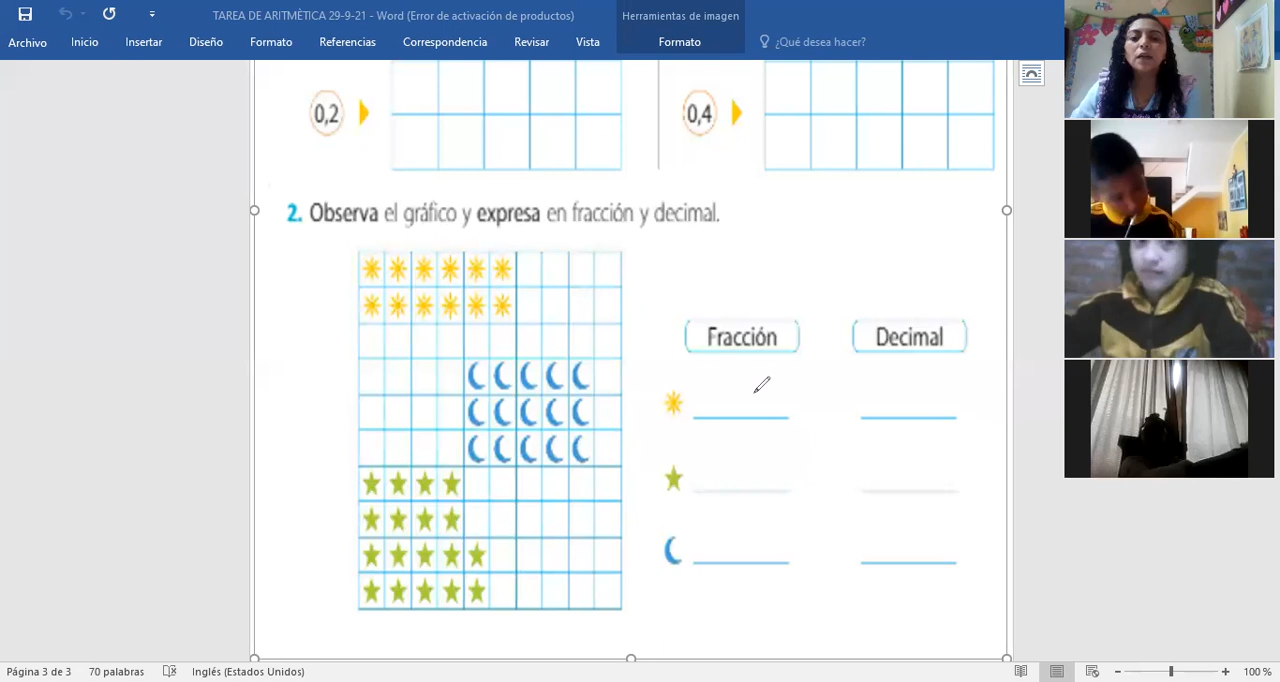 TAREA DE ARITMÈTICA 29-9-21 - Word (Error de activación de productos)
Herramientas de imagen
Archivo Inicio Insertar Diseño Formato Referencias Correspondencia Revisar Vista Formato ¿Qué desea hacer?
0,2 0,4
2. Observa el gráfico y expresa en fracción y decimal.
Fracción Decimal
Página 3 de 3 70 palabras Inglés (Estados Unidos) 100 %